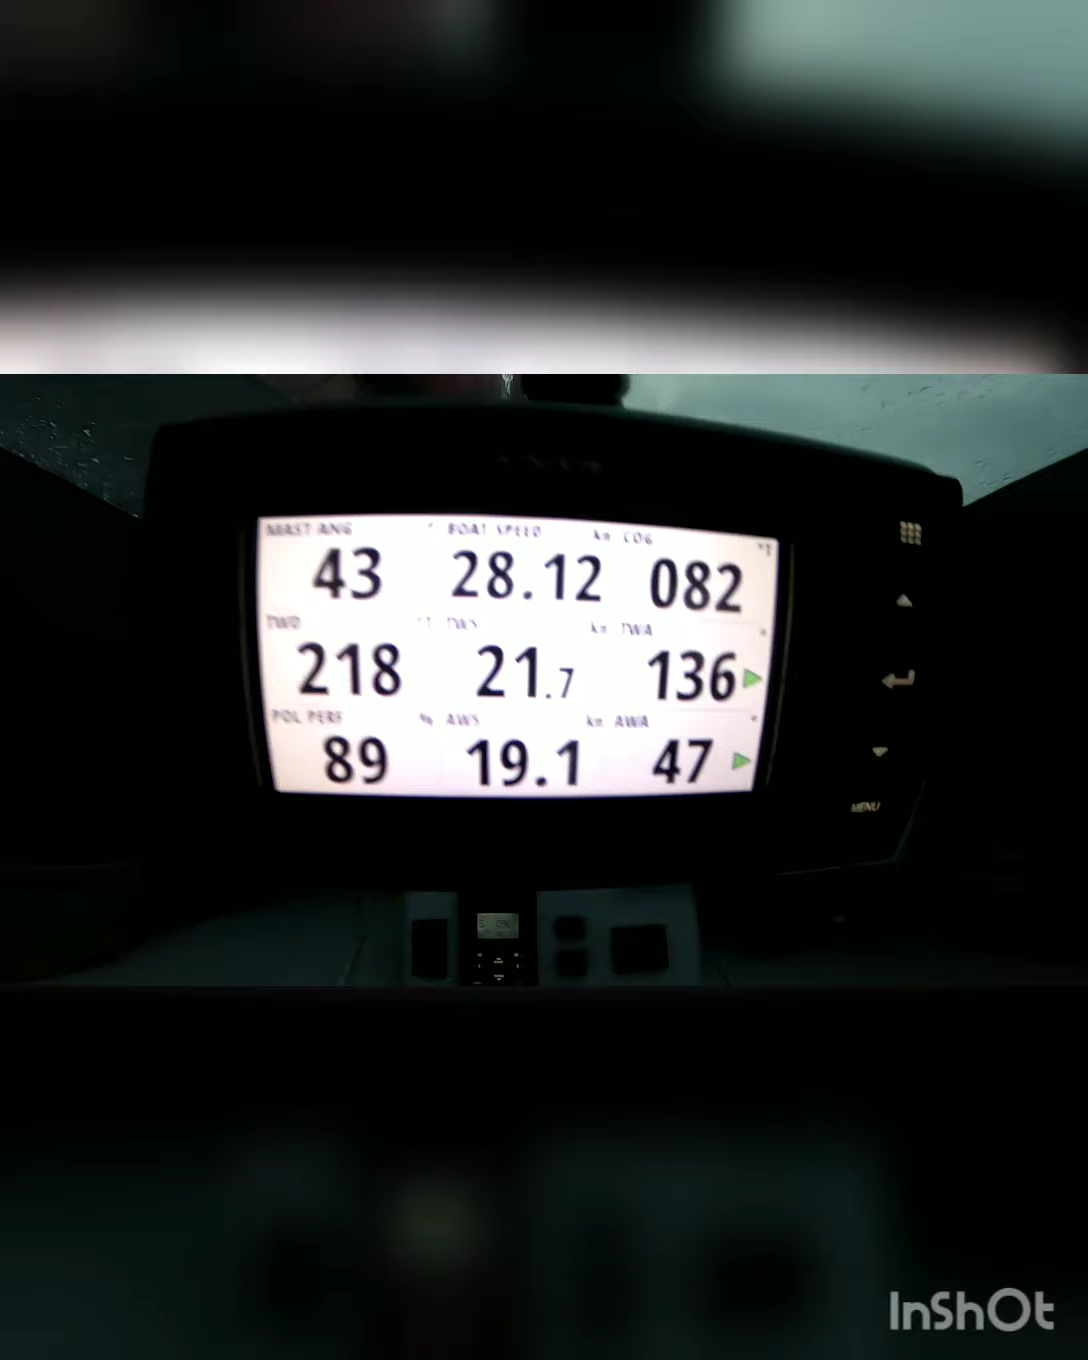 MAST ANG ° BOAT SPEED kn COG °T
43 28.12 082
TWD °T TWS kn TWA °
218 21.7 136
POL PERF % AWS kn AWA °
89 19.1 47
MENU
InShOt